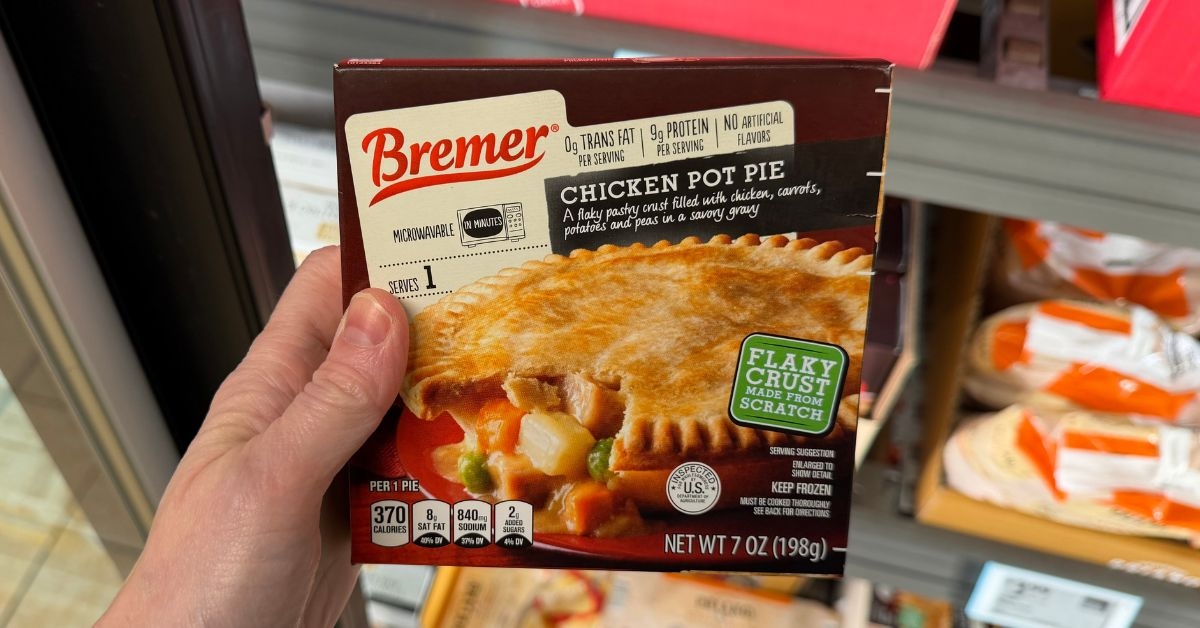 Bremer®
0g TRANS FAT
PER SERVING
9g PROTEIN
PER SERVING
NO ARTIFICIAL
FLAVORS
CHICKEN POT PIE
A flaky pastry crust filled with chicken, carrots,
potatoes and peas in a savory gravy
MICROWAVABLE
IN MINUTES
SERVES 1
FLAKY
CRUST
MADE FROM
SCRATCH
SERVING SUGGESTION
ENLARGED TO
SHOW DETAIL
KEEP FROZEN
MUST BE COOKED THOROUGHLY
SEE BACK FOR DIRECTIONS
INSPECTED
U.S.
DEPARTMENT OF
AGRICULTURE
PER 1 PIE
370
CALORIES
8g
SAT FAT
40% DV
840mg
SODIUM
37% DV
2g
ADDED
SUGARS
4% DV
NET WT 7 OZ (198g)